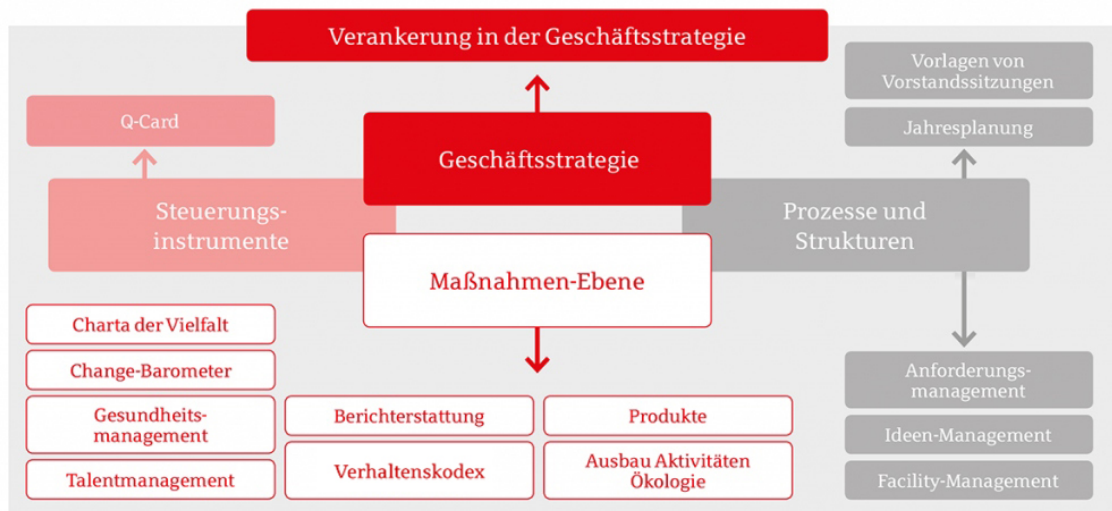 Verankerung in der Geschäftsstrategie
Vorlagen von
Vorstandssitzungen
Q-Card
Jahresplanung
Geschäftsstrategie
Steuerungs-
instrumente
Prozesse und
Strukturen
Maßnahmen-Ebene
Charta der Vielfalt
Change-Barometer
Gesundheits-
management
Talentmanagement
Berichterstattung
Produkte
Verhaltenskodex
Ausbau Aktivitäten
Ökologie
Anforderungs-
management
Ideen-Management
Facility-Management